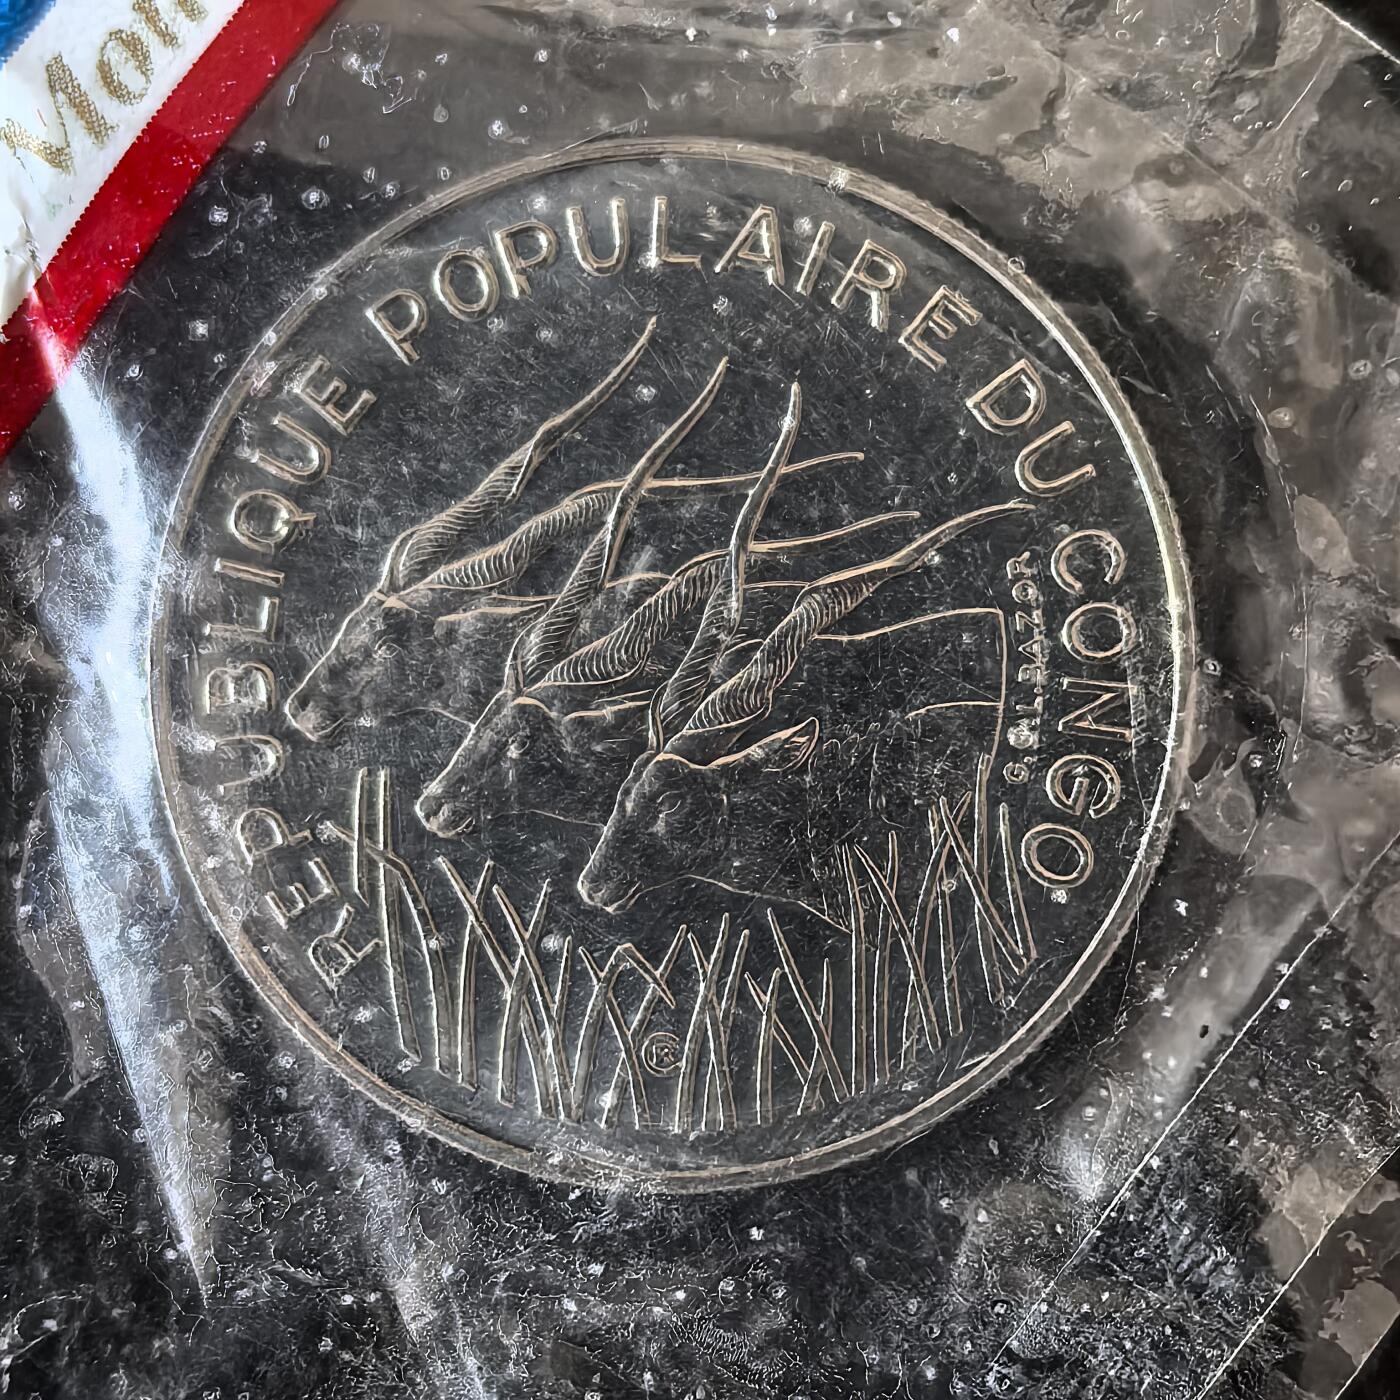 Mon
REPUBLIQUE POPULAIRE DU CONGO
G.B.L.BAZOR